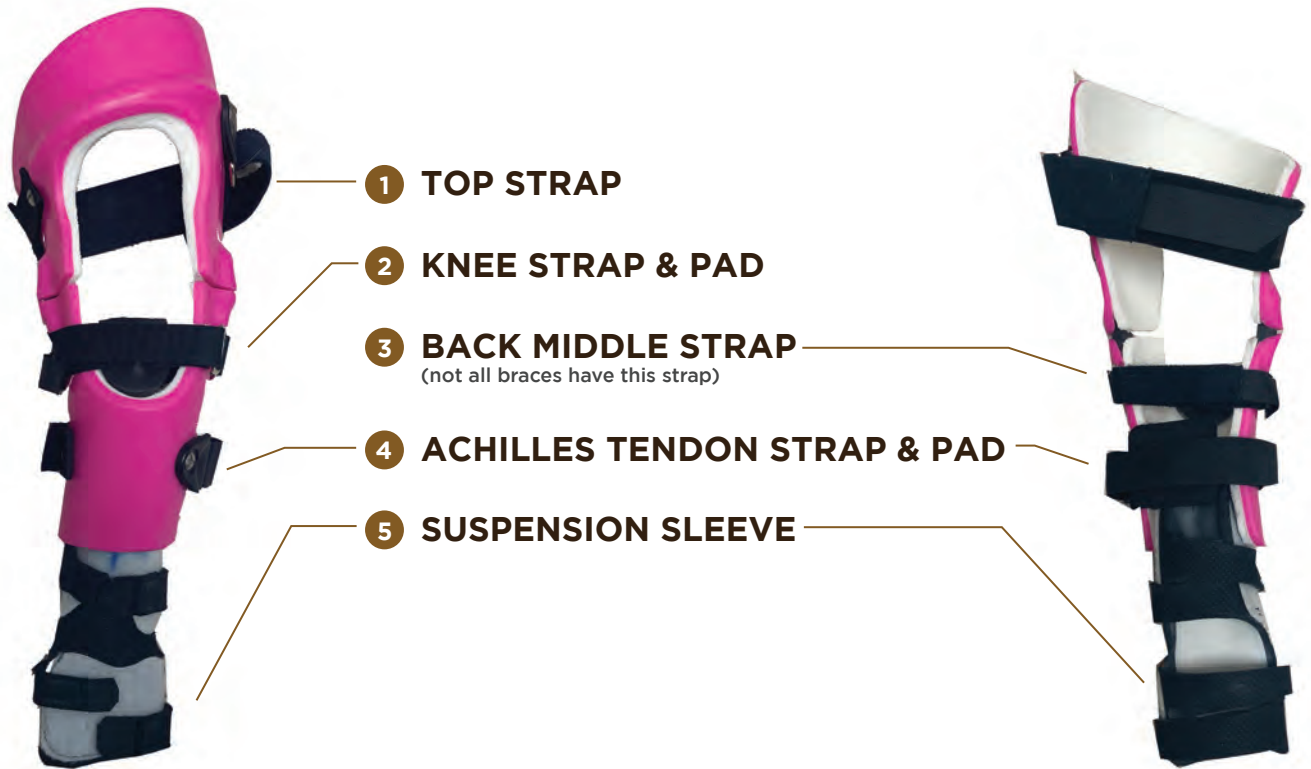 1 TOP STRAP
2 KNEE STRAP & PAD
3 BACK MIDDLE STRAP
(not all braces have this strap)
4 ACHILLES TENDON STRAP & PAD
5 SUSPENSION SLEEVE